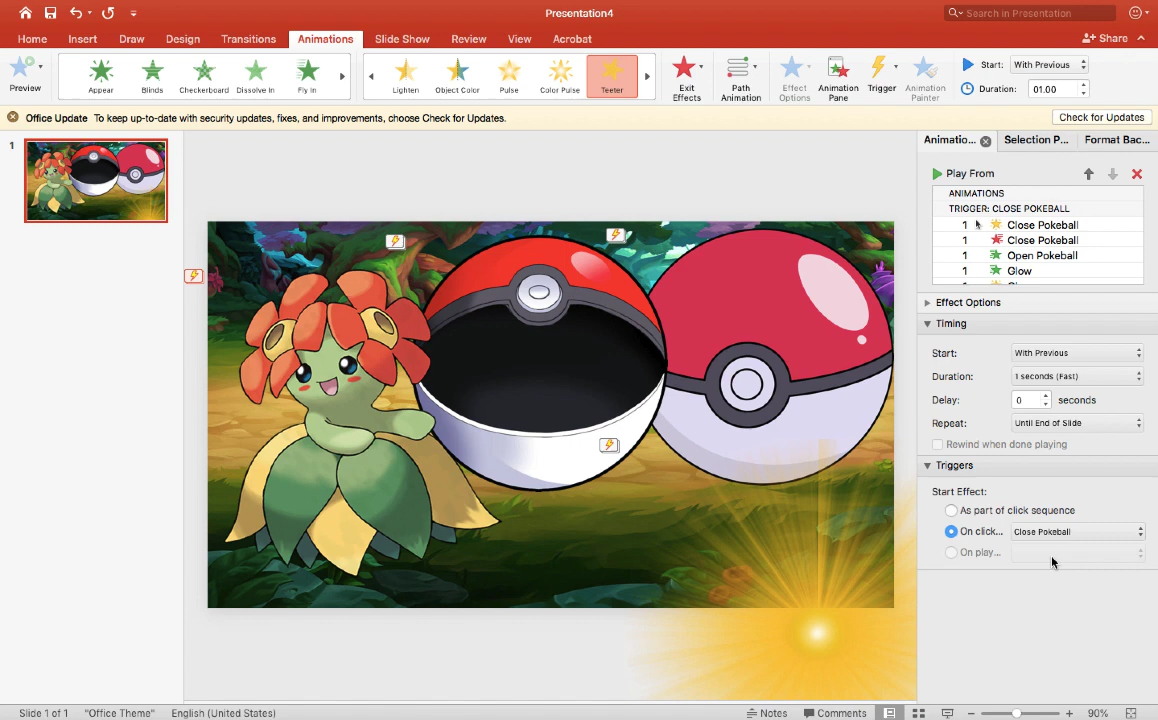 Presentation4
Search in Presentation
Home Insert Draw Design Transitions Animations Slide Show Review View Acrobat
Share
Preview
Appear Blinds Checkerboard Dissolve In Fly In
Lighten Object Color Pulse Color Pulse Teeter
Exit Effects
Path Animation
Effect Options
Animation Pane
Trigger
Animation Painter
Start: With Previous
Duration: 01.00
Office Update To keep up-to-date with security updates, fixes, and improvements, choose Check for Updates.
Check for Updates
1
Animatio... Selection P... Format Bac...
Play From
ANIMATIONS
TRIGGER: CLOSE POKEBALL
1 Close Pokeball
1 Close Pokeball
1 Open Pokeball
1 Glow
Effect Options
Timing
Start: With Previous
Duration: 1 seconds (Fast)
Delay: 0 seconds
Repeat: Until End of Slide
Rewind when done playing
Triggers
Start Effect:
As part of click sequence
On click... Close Pokeball
On play...
Slide 1 of 1 "Office Theme" English (United States) Notes Comments 90%